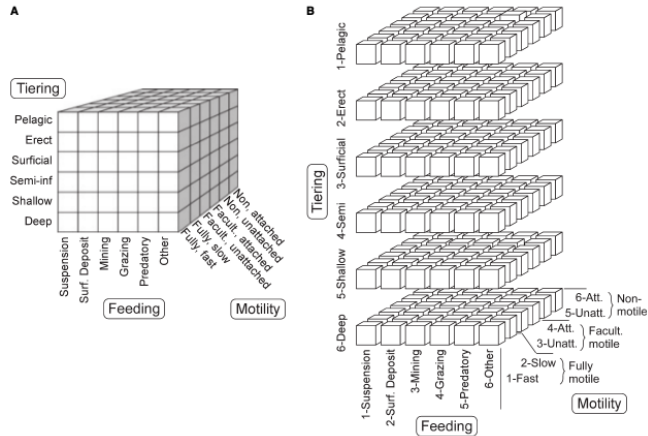 A
Tiering
Pelagic
Erect
Surficial
Semi-inf
Shallow
Deep
Suspension
Surf. Deposit
Mining
Grazing
Predatory
Other
Feeding
Fully, fast
Fully, slow
Facult., unattached
Facult., attached
Non, unattached
Non, attached
Motility
B
Tiering
1-Pelagic
2-Erect
3-Surficial
4-Semi
5-Shallow
6-Deep
1-Suspension
2-Surf. Deposit
3-Mining
4-Grazing
5-Predatory
6-Other
Feeding
6-Att.
5-Unatt.
Non-
motile
4-Att.
3-Unatt.
Facult.
motile
2-Slow
1-Fast
Fully
motile
Motility